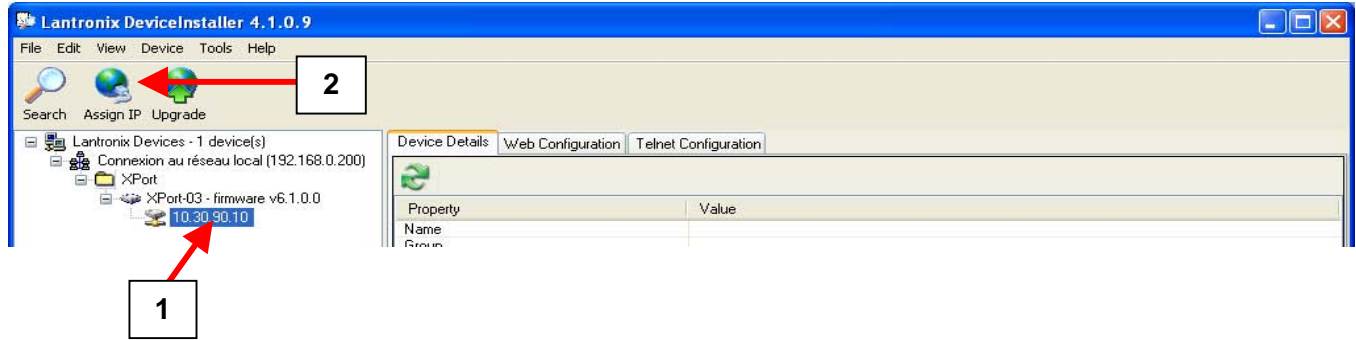 Lantronix DeviceInstaller 4.1.0.9
File Edit View Device Tools Help
2
Search Assign IP Upgrade
Lantronix Devices - 1 device(s)
Connexion au réseau local (192.168.0.200)
XPort
XPort-03 - firmware v6.1.0.0
10.30.90.10
Device Details Web Configuration Telnet Configuration
Property Value
Name
Group
1